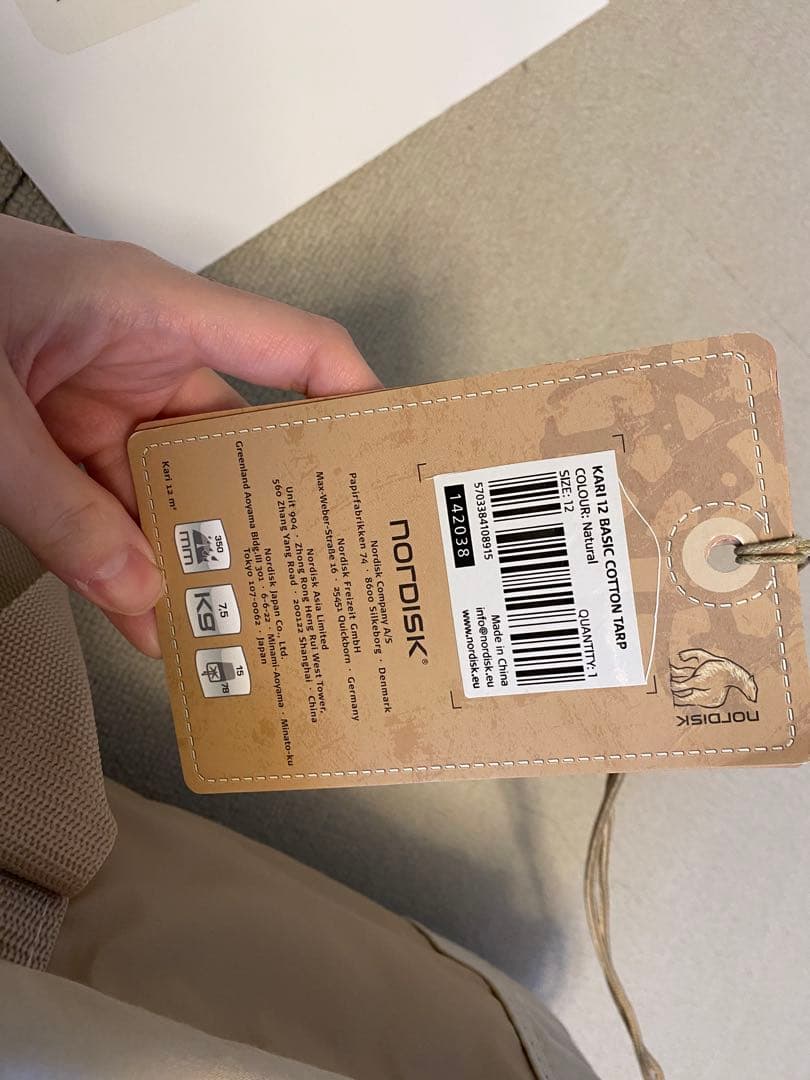 nordisk
KARI 12 BASIC COTTON TARP
COLOUR: Natural QUANTITY: 1
SIZE: 12
5703384108915
Made in China
info@nordisk.eu
www.nordisk.eu
142038
nordisk®
Nordisk Company A/S
Papirfabrikken 74 · 8600 Silkeborg · Denmark
Nordisk Freizeit GmbH
Max-Weber-Straße 16 · 25451 Quickborn · Germany
Nordisk Asia Limited
Unit 904 · Zhong Rong Heng Rui West Tower,
560 Zhang Yang Road · 200122 Shanghai · China
Nordisk Japan Co., Ltd.
Greenland Aoyama Bldg.III 301 · 6-6-22 · Minami-Aoyama · Minato-ku
Tokyo 107-0062 · Japan
Kari 12 m²
350
mm
7,5
KG
15
78